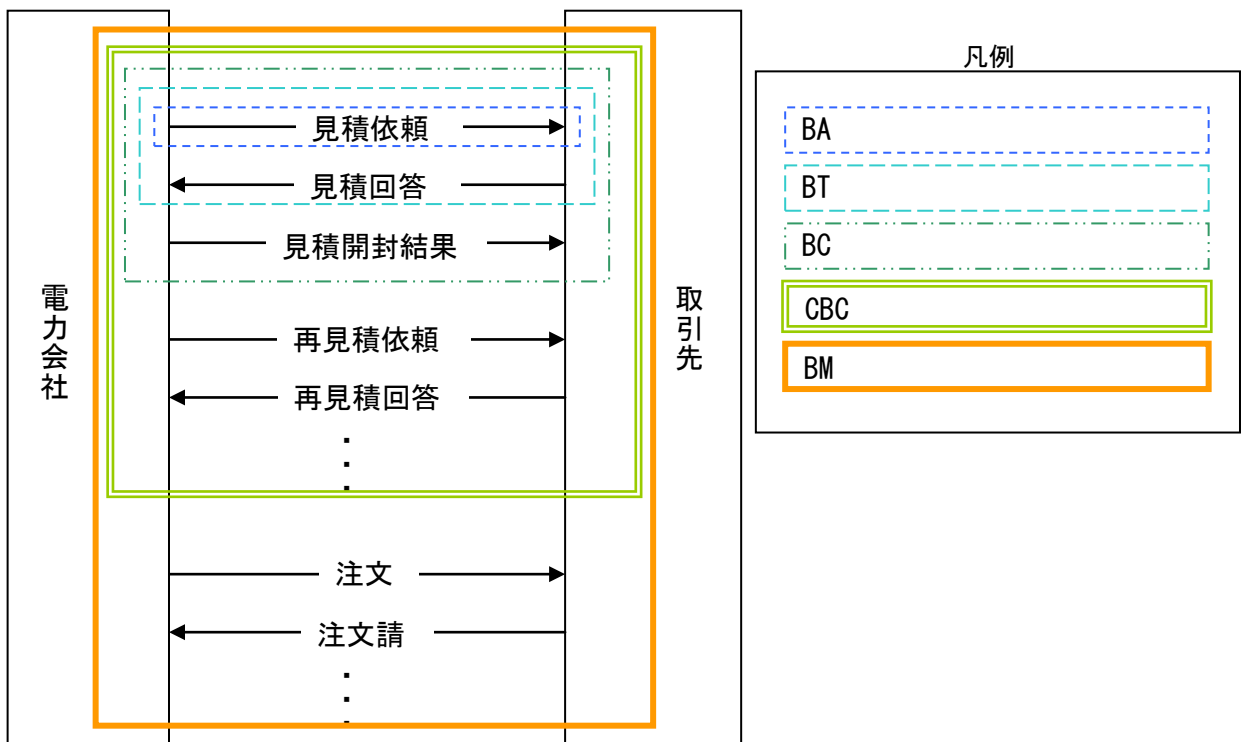 電力会社
見積依頼
見積回答
見積開封結果
再見積依頼
再見積回答
・
・
・
注文
注文請
・
・
・
取引先
凡例
BA
BT
BC
CBC
BM